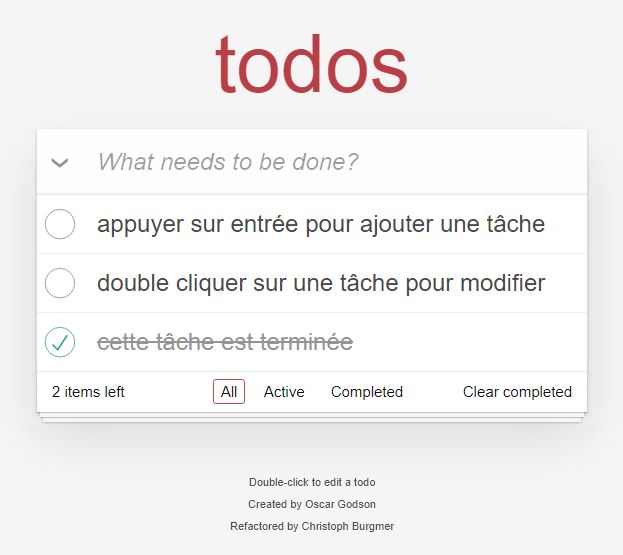 todos
What needs to be done?
appuyer sur entrée pour ajouter une tâche
double cliquer sur une tâche pour modifier
cette tâche est terminée
2 items left All Active Completed Clear completed
Double-click to edit a todo
Created by Oscar Godson
Refactored by Christoph Burgmer